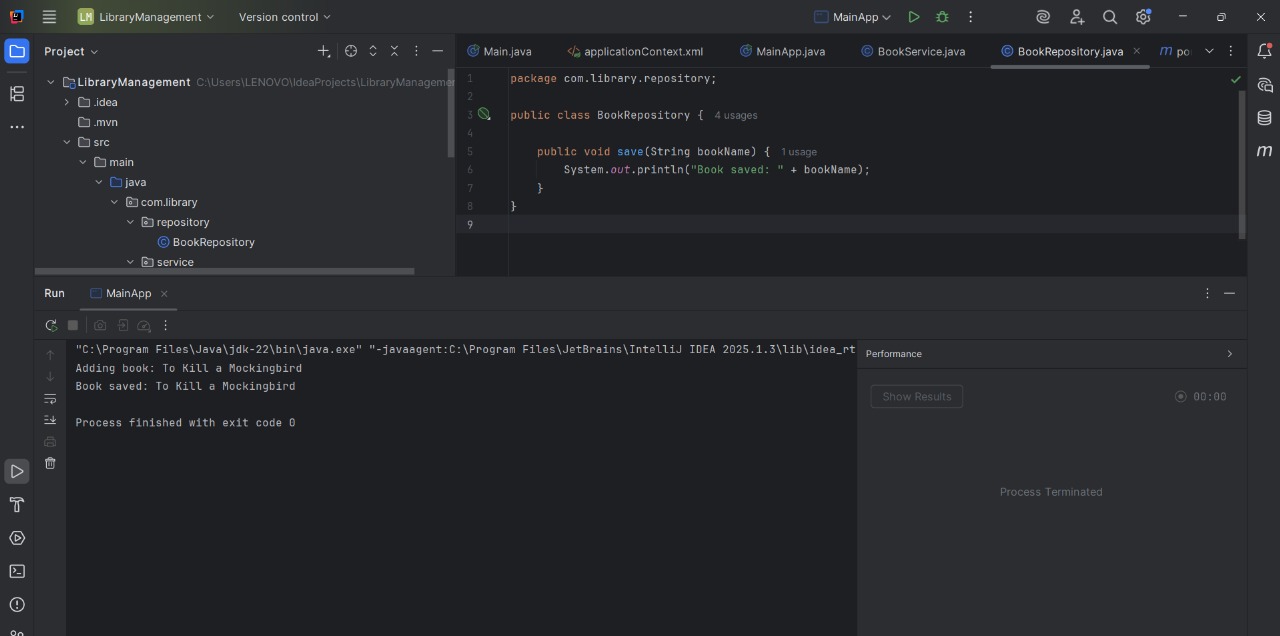 LM LibraryManagement Version control MainApp
Project
Main.java applicationContext.xml MainApp.java BookService.java BookRepository.java m po
LibraryManagement C:\Users\LENOVO\IdeaProjects\LibraryManagemen
.idea
.mvn
src
main
java
com.library
repository
BookRepository
service
1 package com.library.repository;
2
3 public class BookRepository { 4 usages
4
5 public void save(String bookName) { 1 usage
6 System.out.println("Book saved: " + bookName);
7 }
8 }
9
m
Run MainApp
"C:\Program Files\Java\jdk-22\bin\java.exe" "-javaagent:C:\Program Files\JetBrains\IntelliJ IDEA 2025.1.3\lib\idea_rt
Adding book: To Kill a Mockingbird
Book saved: To Kill a Mockingbird
Process finished with exit code 0
Performance
Show Results 00:00
Process Terminated